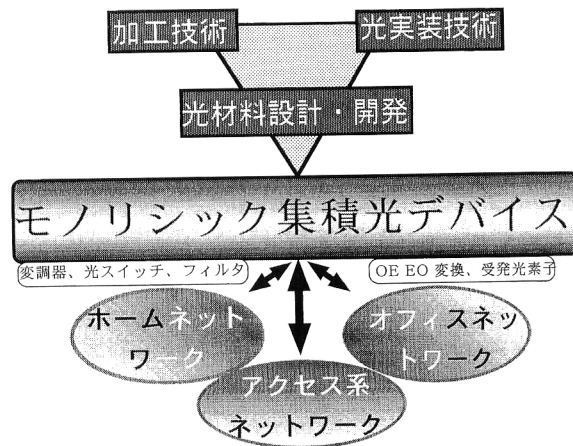 加工技術
光実装技術
光材料設計・開発
モノリシック集積光デバイス
変調器、光スイッチ、フィルタ
OE EO 変換、受発光素子
ホームネット
ワーク
オフィスネッ
トワーク
アクセス系
ネットワーク